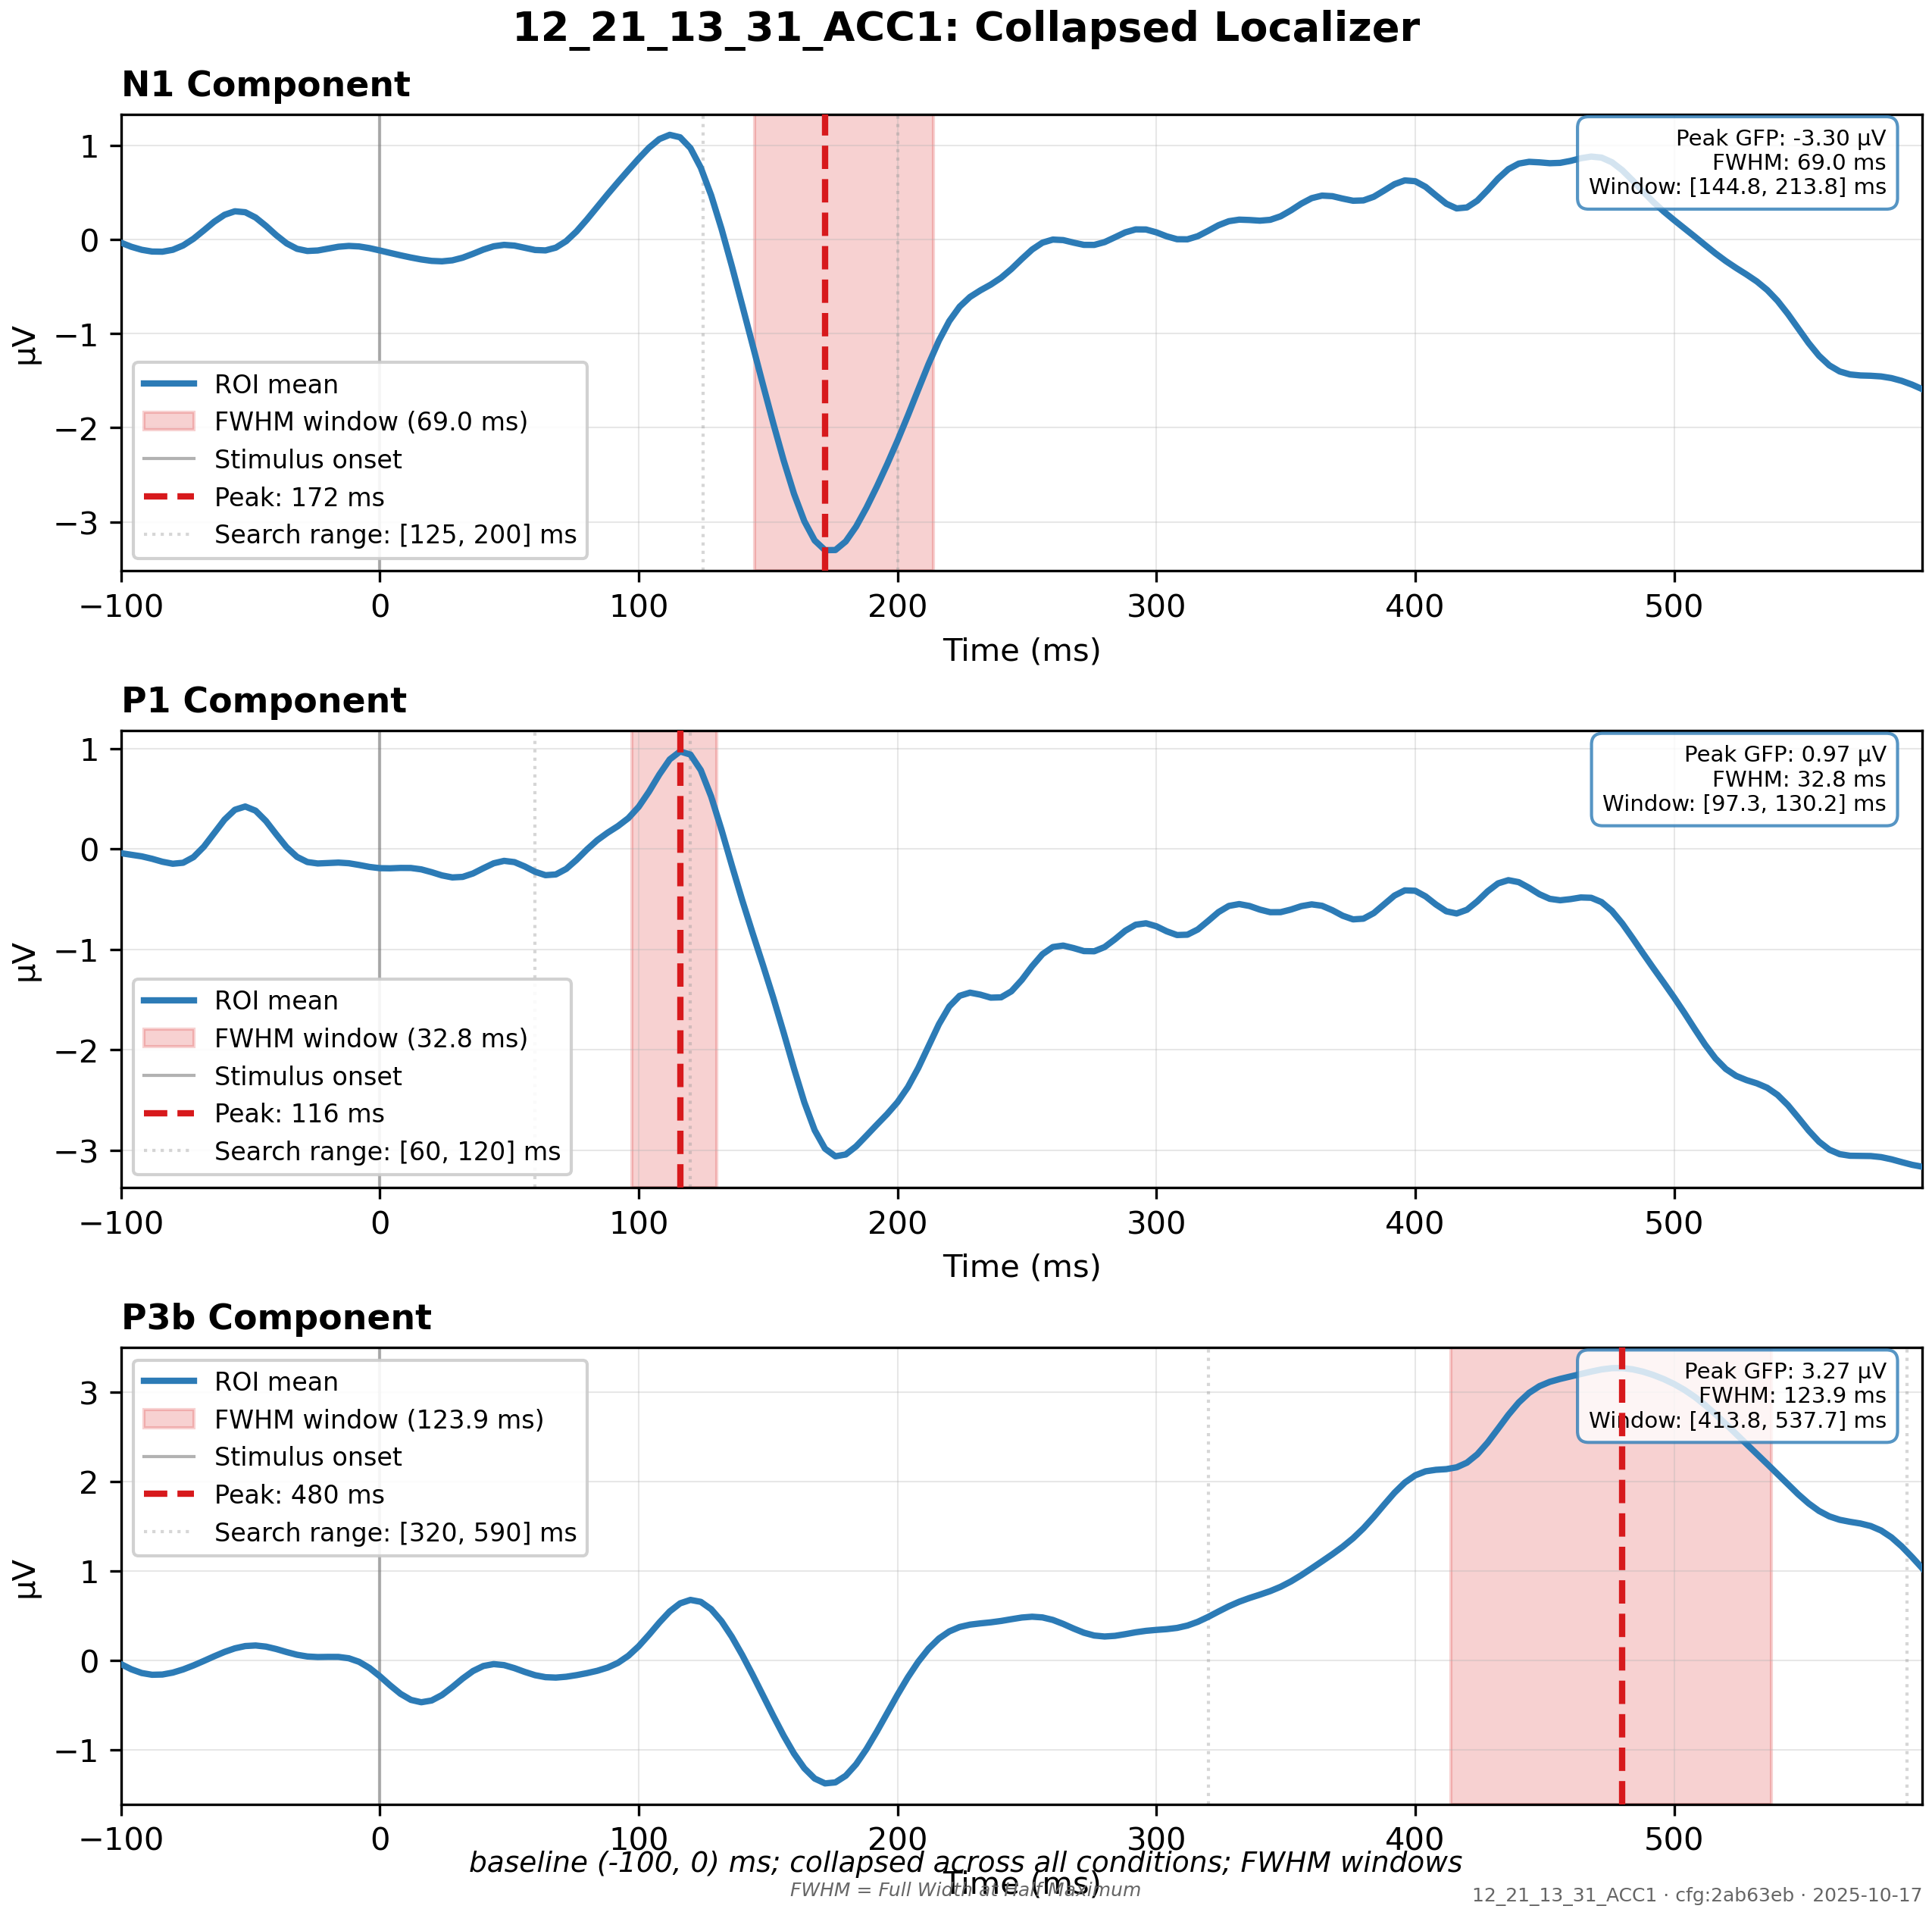 12_21_13_31_ACC1: Collapsed Localizer
N1 Component
1
0
−1
−2
−3
µV
Peak GFP: -3.30 µV
FWHM: 69.0 ms
Window: [144.8, 213.8] ms
ROI mean
FWHM window (69.0 ms)
Stimulus onset
Peak: 172 ms
Search range: [125, 200] ms
−100 0 100 200 300 400 500
Time (ms)
P1 Component
1
0
−1
−2
−3
µV
Peak GFP: 0.97 µV
FWHM: 32.8 ms
Window: [97.3, 130.2] ms
ROI mean
FWHM window (32.8 ms)
Stimulus onset
Peak: 116 ms
Search range: [60, 120] ms
−100 0 100 200 300 400 500
Time (ms)
P3b Component
3
2
1
0
−1
µV
ROI mean
FWHM window (123.9 ms)
Stimulus onset
Peak: 480 ms
Search range: [320, 590] ms
Peak GFP: 3.27 µV
FWHM: 123.9 ms
Window: [413.8, 537.7] ms
−100 0 100 200 300 400 500
baseline (-100, 0) ms; collapsed across all conditions; FWHM windows
Time (ms)
FWHM = Full Width at Half Maximum
12_21_13_31_ACC1 · cfg:2ab63eb · 2025-10-17